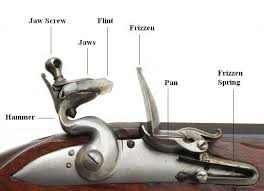 Jaw Screw
Flint
Frizzen
Jaws
Pan
Frizzen
Spring
Hammer